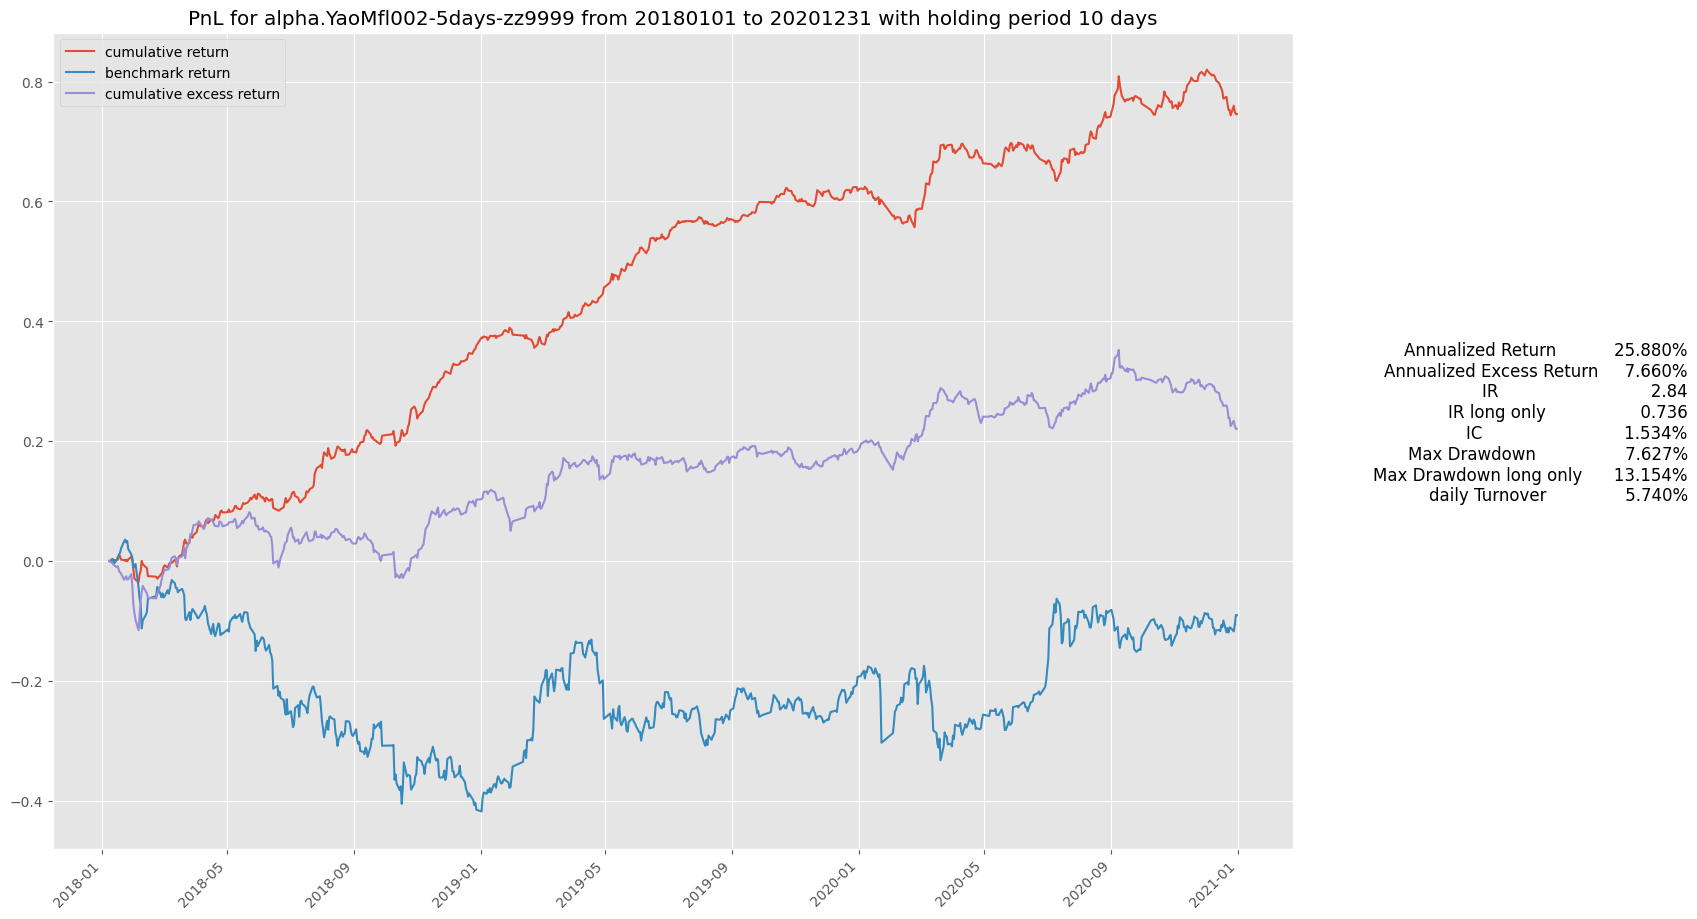 PnL for alpha.YaoMfl002-5days-zz9999 from 20180101 to 20201231 with holding period 10 days
cumulative return
benchmark return
cumulative excess return
0.8
0.6
0.4
0.2
0.0
−0.2
−0.4
2018-01
2018-05
2018-09
2019-01
2019-05
2019-09
2020-01
2020-05
2020-09
2021-01
Annualized Return 25.880%
Annualized Excess Return 7.660%
IR 2.84
IR long only 0.736
IC 1.534%
Max Drawdown 7.627%
Max Drawdown long only 13.154%
daily Turnover 5.740%